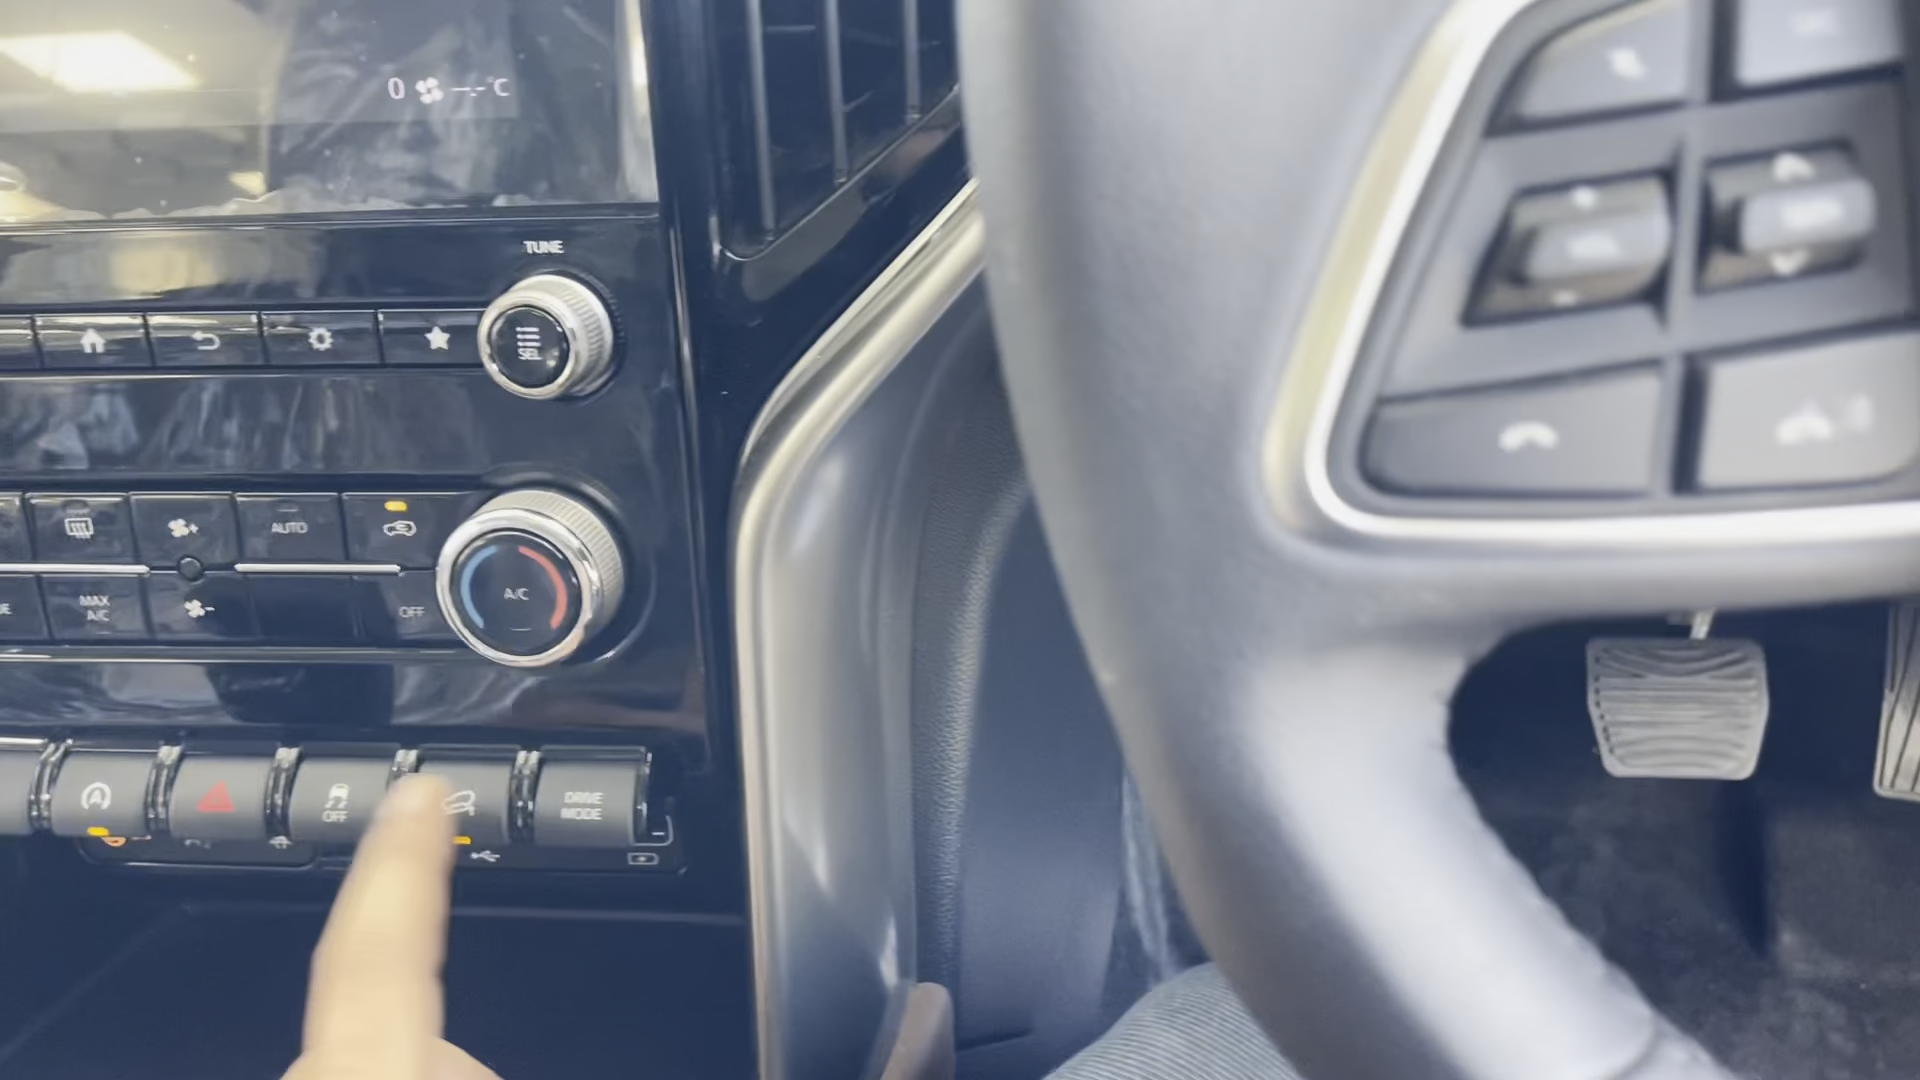 0 --.-°C
TUNE
SEL
AUTO
MAX
A/C
OFF
A/C
OFF
DRIVE
MODE